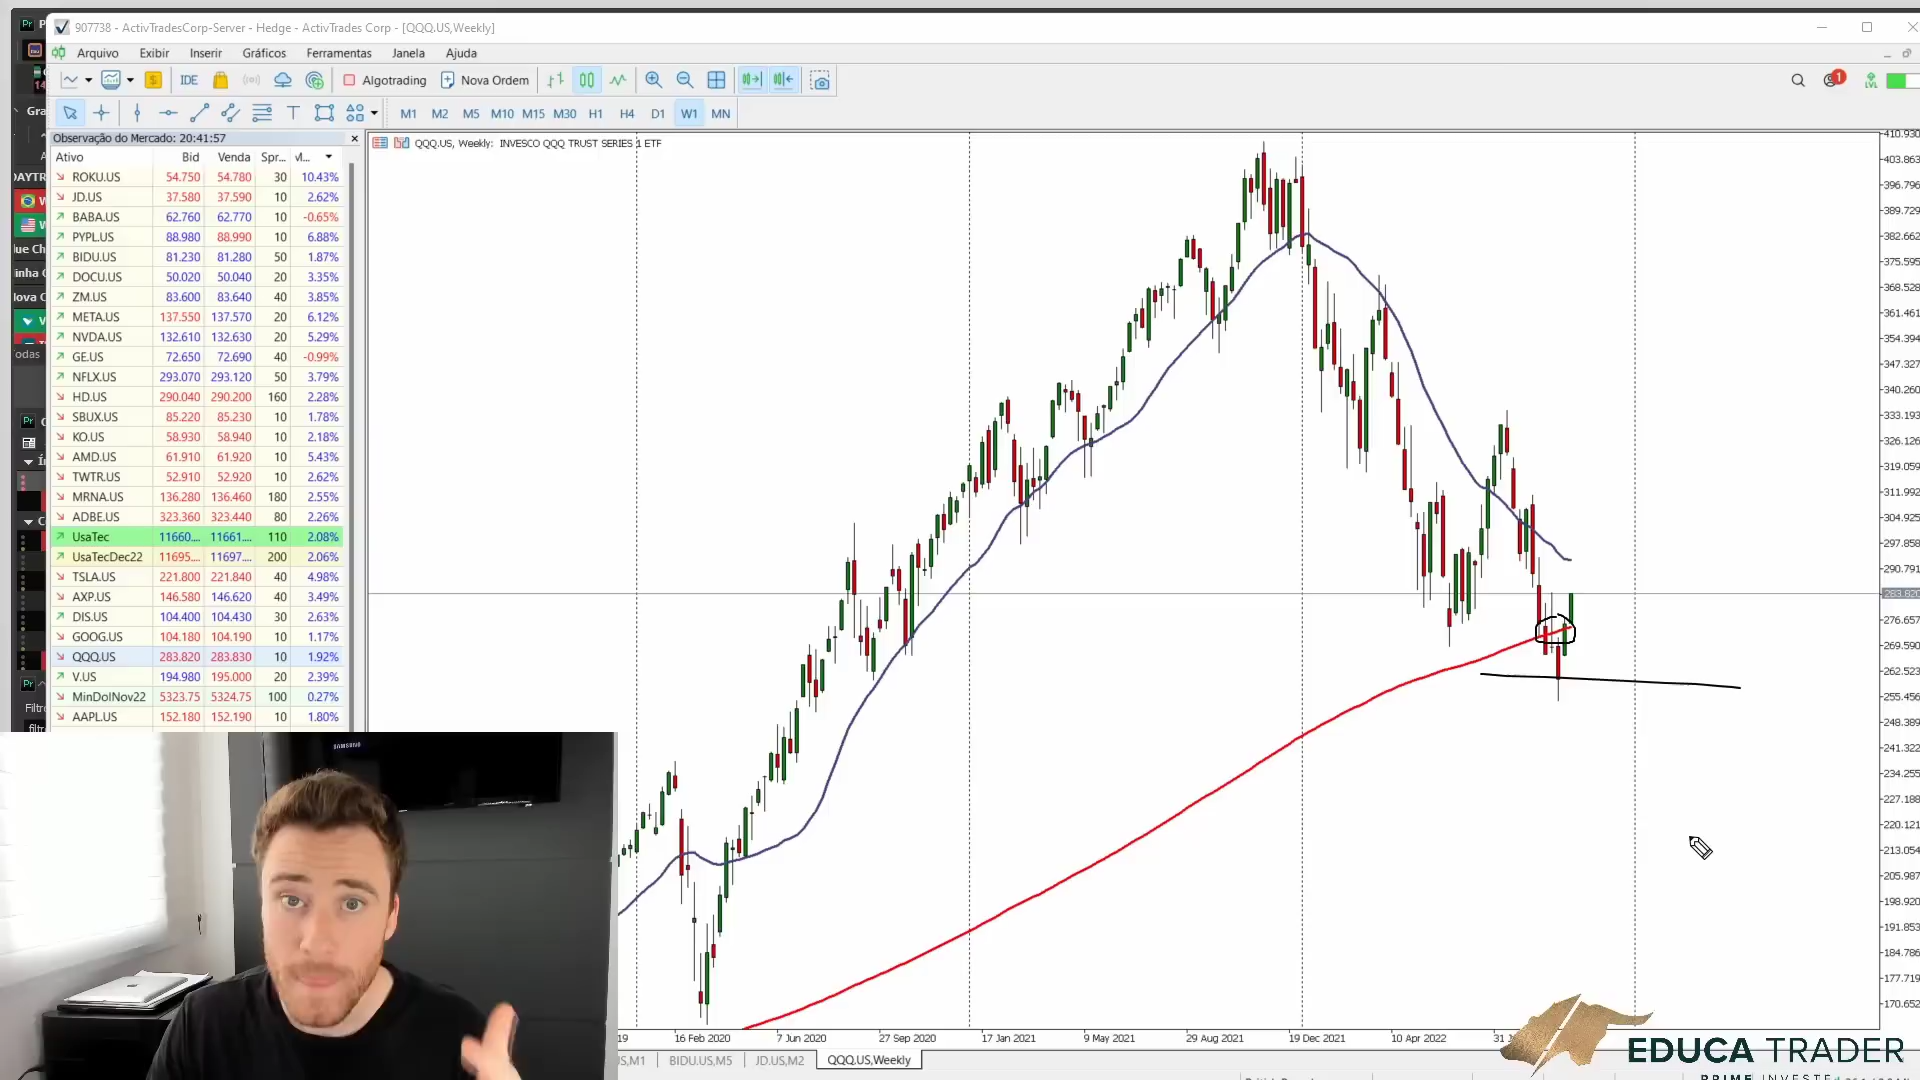 907738 - ActivTradesCorp-Server - Hedge - ActivTrades Corp - [QQQ.US,Weekly]
Arquivo Exibir Inserir Gráficos Ferramentas Janela Ajuda
IDE Algotrading Nova Ordem 1 LVL
M1 M2 M5 M10 M15 M30 H1 H4 D1 W1 MN
Observação do Mercado: 20:41:57
Ativo Bid Venda Spr...
ROKU.US 54.750 54.780 30 10.43%
JD.US 37.580 37.590 10 2.62%
BABA.US 62.760 62.770 10 -0.65%
PYPL.US 88.980 88.990 10 6.88%
BIDU.US 81.230 81.280 50 1.87%
DOCU.US 50.020 50.040 20 3.35%
ZM.US 83.600 83.640 40 3.85%
META.US 137.550 137.570 20 6.12%
NVDA.US 132.610 132.630 20 5.29%
GE.US 72.650 72.690 40 -0.99%
NFLX.US 293.070 293.120 50 3.79%
HD.US 290.040 290.200 160 2.28%
SBUX.US 85.220 85.230 10 1.78%
KO.US 58.930 58.940 10 2.18%
AMD.US 61.910 61.920 10 5.43%
TWTR.US 52.910 52.920 10 2.62%
MRNA.US 136.280 136.460 180 2.55%
ADBE.US 323.360 323.440 80 2.26%
UsaTec 11660.... 11661.... 110 2.08%
UsaTecDec22 11695.... 11697.... 200 2.06%
TSLA.US 221.800 221.840 40 4.98%
AXP.US 146.580 146.620 40 3.49%
DIS.US 104.400 104.430 30 2.63%
GOOG.US 104.180 104.190 10 1.17%
QQQ.US 283.820 283.830 10 1.92%
V.US 194.980 195.000 20 2.39%
MinDolNov22 5323.75 5324.75 100 0.27%
AAPL.US 152.180 152.190 10 1.80%
QQQ.US, Weekly: INVESCO QQQ TRUST SERIES 1 ETF
410.930
403.863
396.796
389.729
382.662
375.595
368.528
361.461
354.394
347.327
340.260
333.193
326.126
319.059
311.992
304.925
297.858
290.791
283.820
276.657
269.590
262.523
255.456
248.389
241.322
234.255
227.188
220.121
213.054
205.987
198.920
191.853
184.786
177.719
170.652
16 Feb 2020 7 Jun 2020 27 Sep 2020 17 Jan 2021 9 May 2021 29 Aug 2021 19 Dec 2021 10 Apr 2022
BIDU.US,M5 JD.US,M2 QQQ.US,Weekly
SAMSUNG
EDUCA TRADER